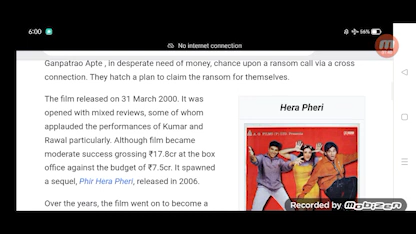 6:00
56%
No internet connection
Ganpatrao Apte , in desperate need of money, chance upon a ransom call via a cross
connection. They hatch a plan to claim the ransom for themselves.
The film released on 31 March 2000. It was
opened with mixed reviews, some of whom
applauded the performances of Kumar and
Rawal particularly. Although film became
moderate success grossing ₹17.8cr at the box
office against the budget of ₹7.5cr. It spawned
a sequel, Phir Hera Pheri, released in 2006.
Over the years, the film went on to become a
Hera Pheri
Recorded by mobizen